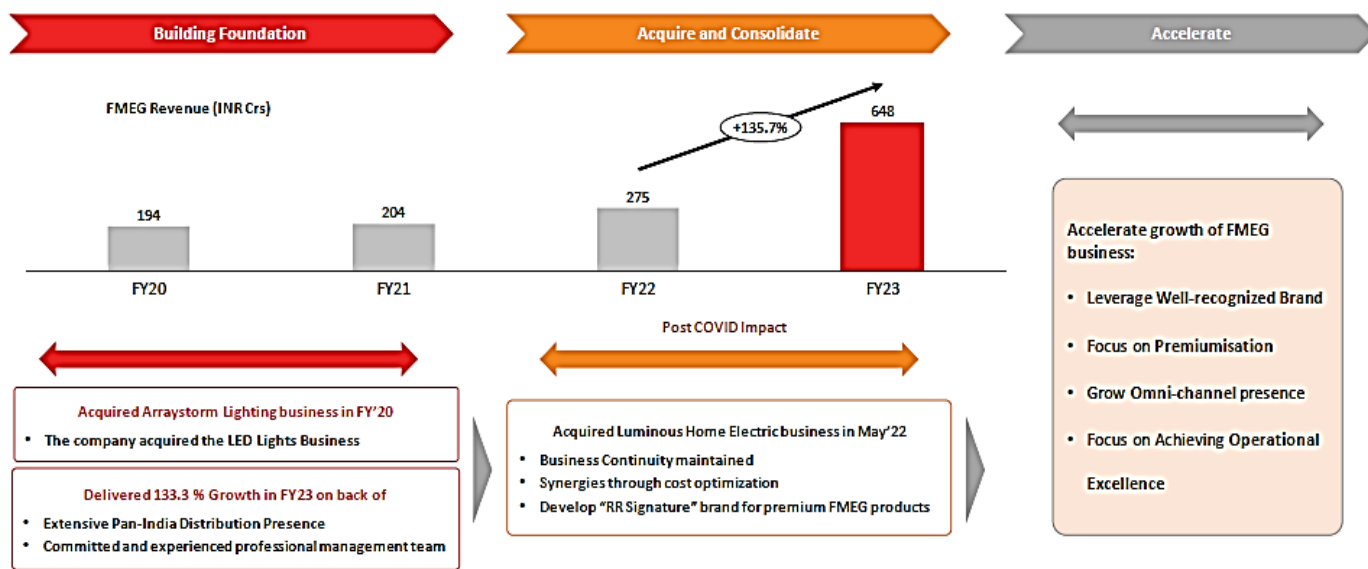 Building Foundation
Acquire and Consolidate
Accelerate
FMEG Revenue (INR Crs)
+135.7%
648
275
204
194
FY20
FY21
FY22
FY23
Post COVID Impact
Acquired Arraystorm Lighting business in FY'20
• The company acquired the LED Lights Business
Delivered 133.3 % Growth in FY23 on back of
• Extensive Pan-India Distribution Presence
• Committed and experienced professional management team
Acquired Luminous Home Electric business in May'22
• Business Continuity maintained
• Synergies through cost optimization
• Develop "RR Signature" brand for premium FMEG products
Accelerate growth of FMEG
business:
• Leverage Well-recognized Brand
• Focus on Premiumisation
• Grow Omni-channel presence
• Focus on Achieving Operational
Excellence